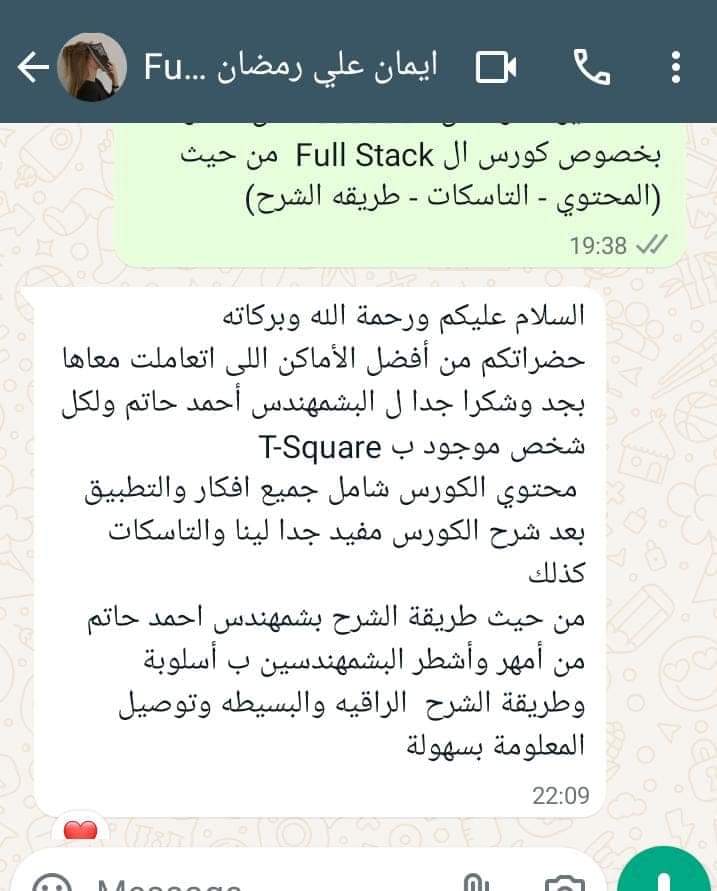 ايمان علي رمضان Fu...
بخصوص كورس ال Full Stack من حيث
(المحتوي - التاسكات - طريقه الشرح)
19:38
السلام عليكم ورحمة الله وبركاته
حضراتكم من أفضل الأماكن اللى اتعاملت معاها
بجد وشكرا جدا ل البشمهندس أحمد حاتم ولكل
شخص موجود ب T-Square
محتوي الكورس شامل جميع افكار والتطبيق
بعد شرح الكورس مفيد جدا لينا والتاسكات
كذلك
من حيث طريقة الشرح بشمهندس احمد حاتم
من أمهر وأشطر البشمهندسين ب أسلوبة
وطريقة الشرح الراقيه والبسيطه وتوصيل
المعلومة بسهولة
22:09
Message